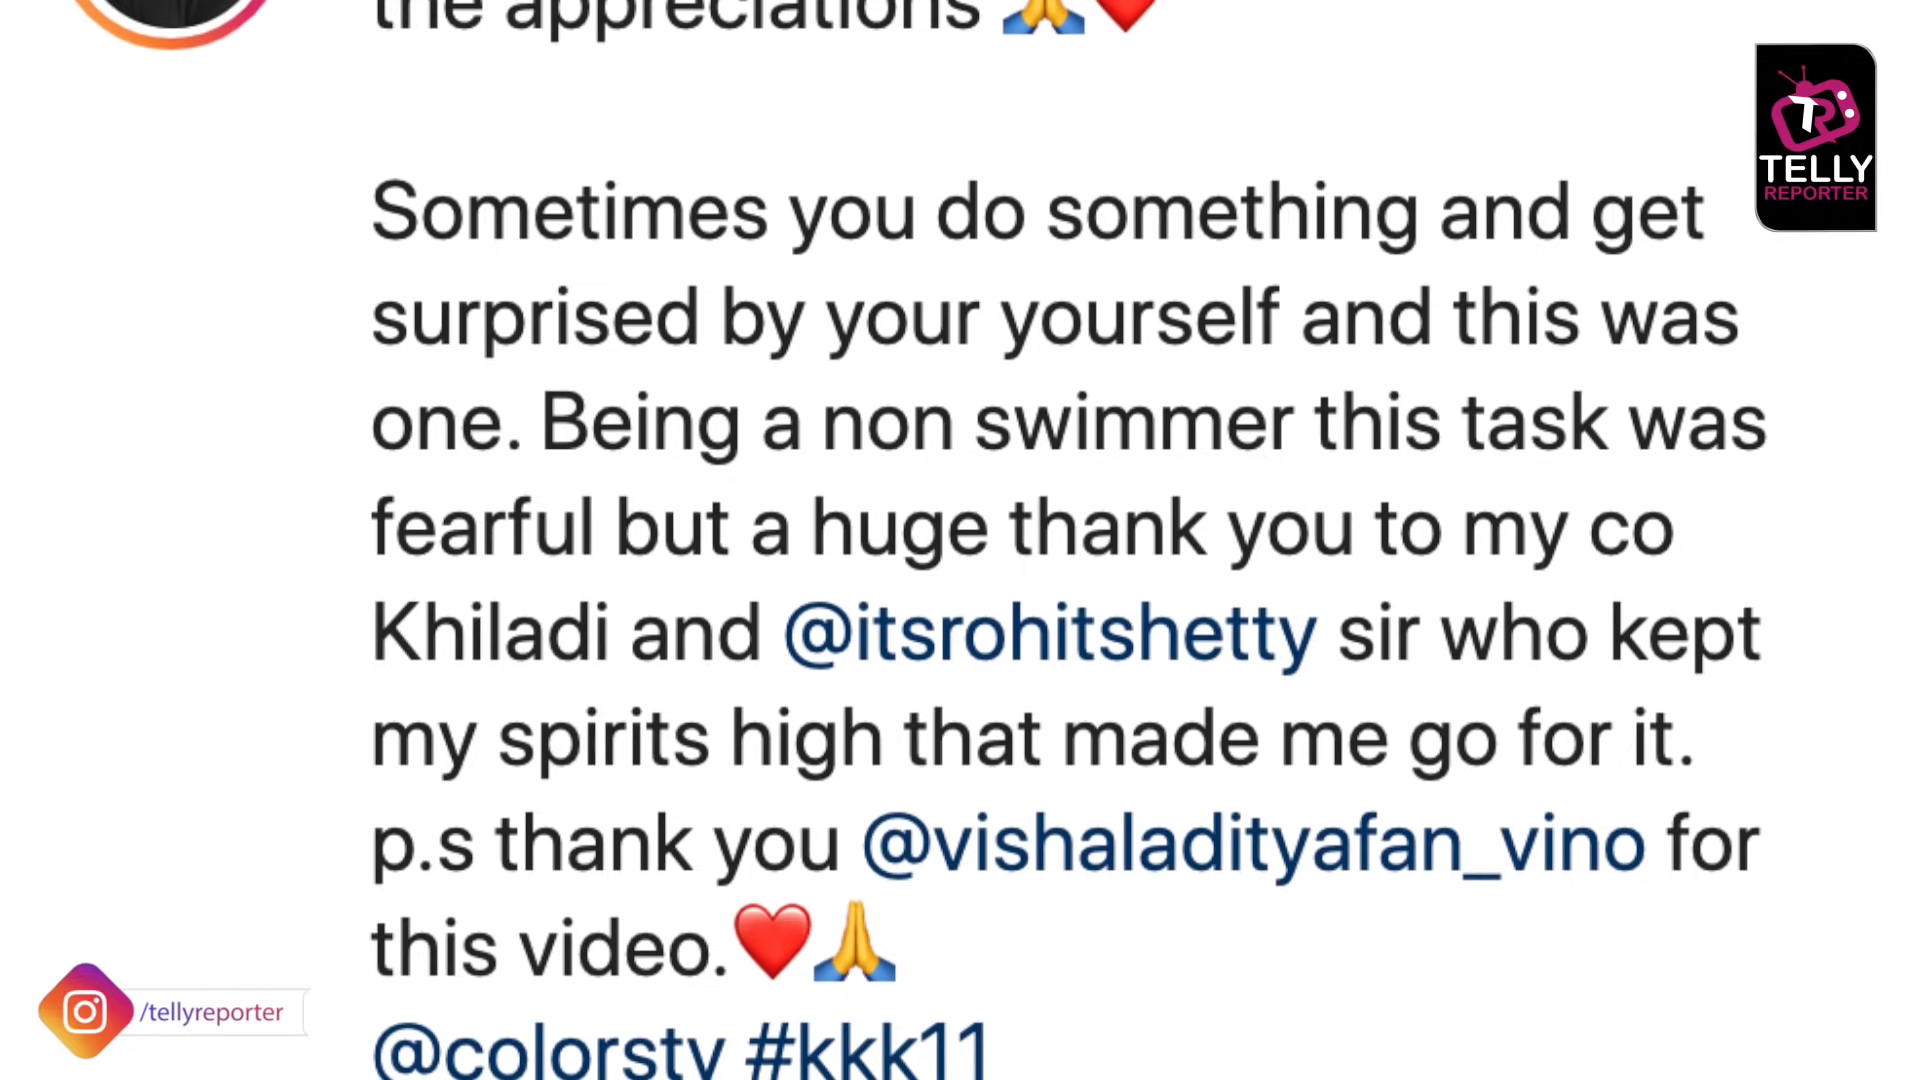 the appreciations 🙏❤️
Sometimes you do something and get
surprised by your yourself and this was
one. Being a non swimmer this task was
fearful but a huge thank you to my co
Khiladi and @itsrohitshetty sir who kept
my spirits high that made me go for it.
p.s thank you @vishaladityafan_vino for
this video.❤️🙏
@colorstv #kkk11
TR
TELLY
REPORTER
/tellyreporter